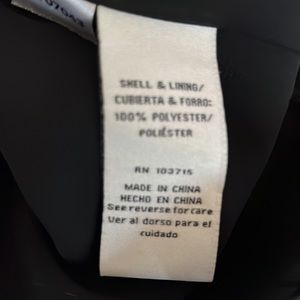 SHELL & LINING/
CUBIERTA & FORRO:
100% POLYESTER/
POLIÉSTER
RN 103715
MADE IN CHINA
HECHO EN CHINA
See reverse for care
Ver al dorso para el
cuidado